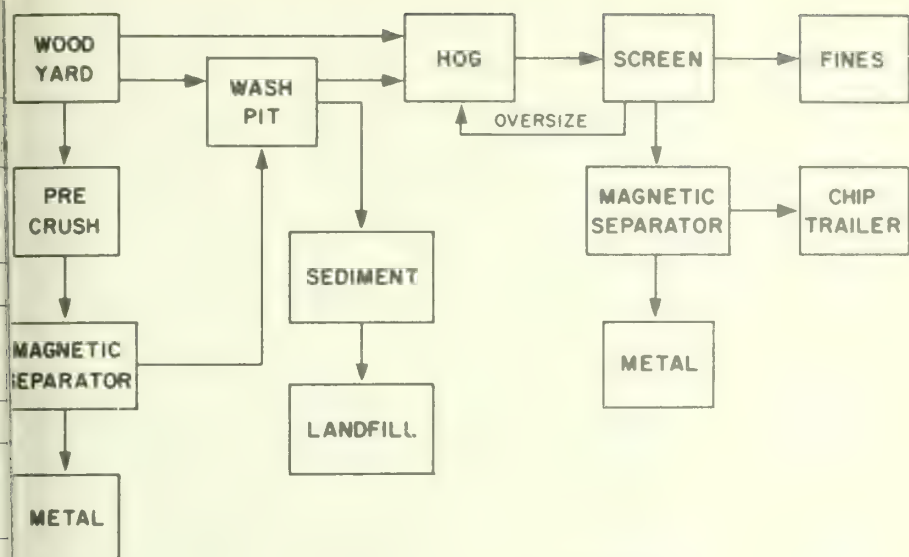 WOOD
YARD
HOG
SCREEN
FINES
WASH
PIT
OVERSIZE
PRE
CRUSH
MAGNETIC
SEPARATOR
CHIP
TRAILER
SEDIMENT
MAGNETIC
SEPARATOR
METAL
LANDFILL
METAL